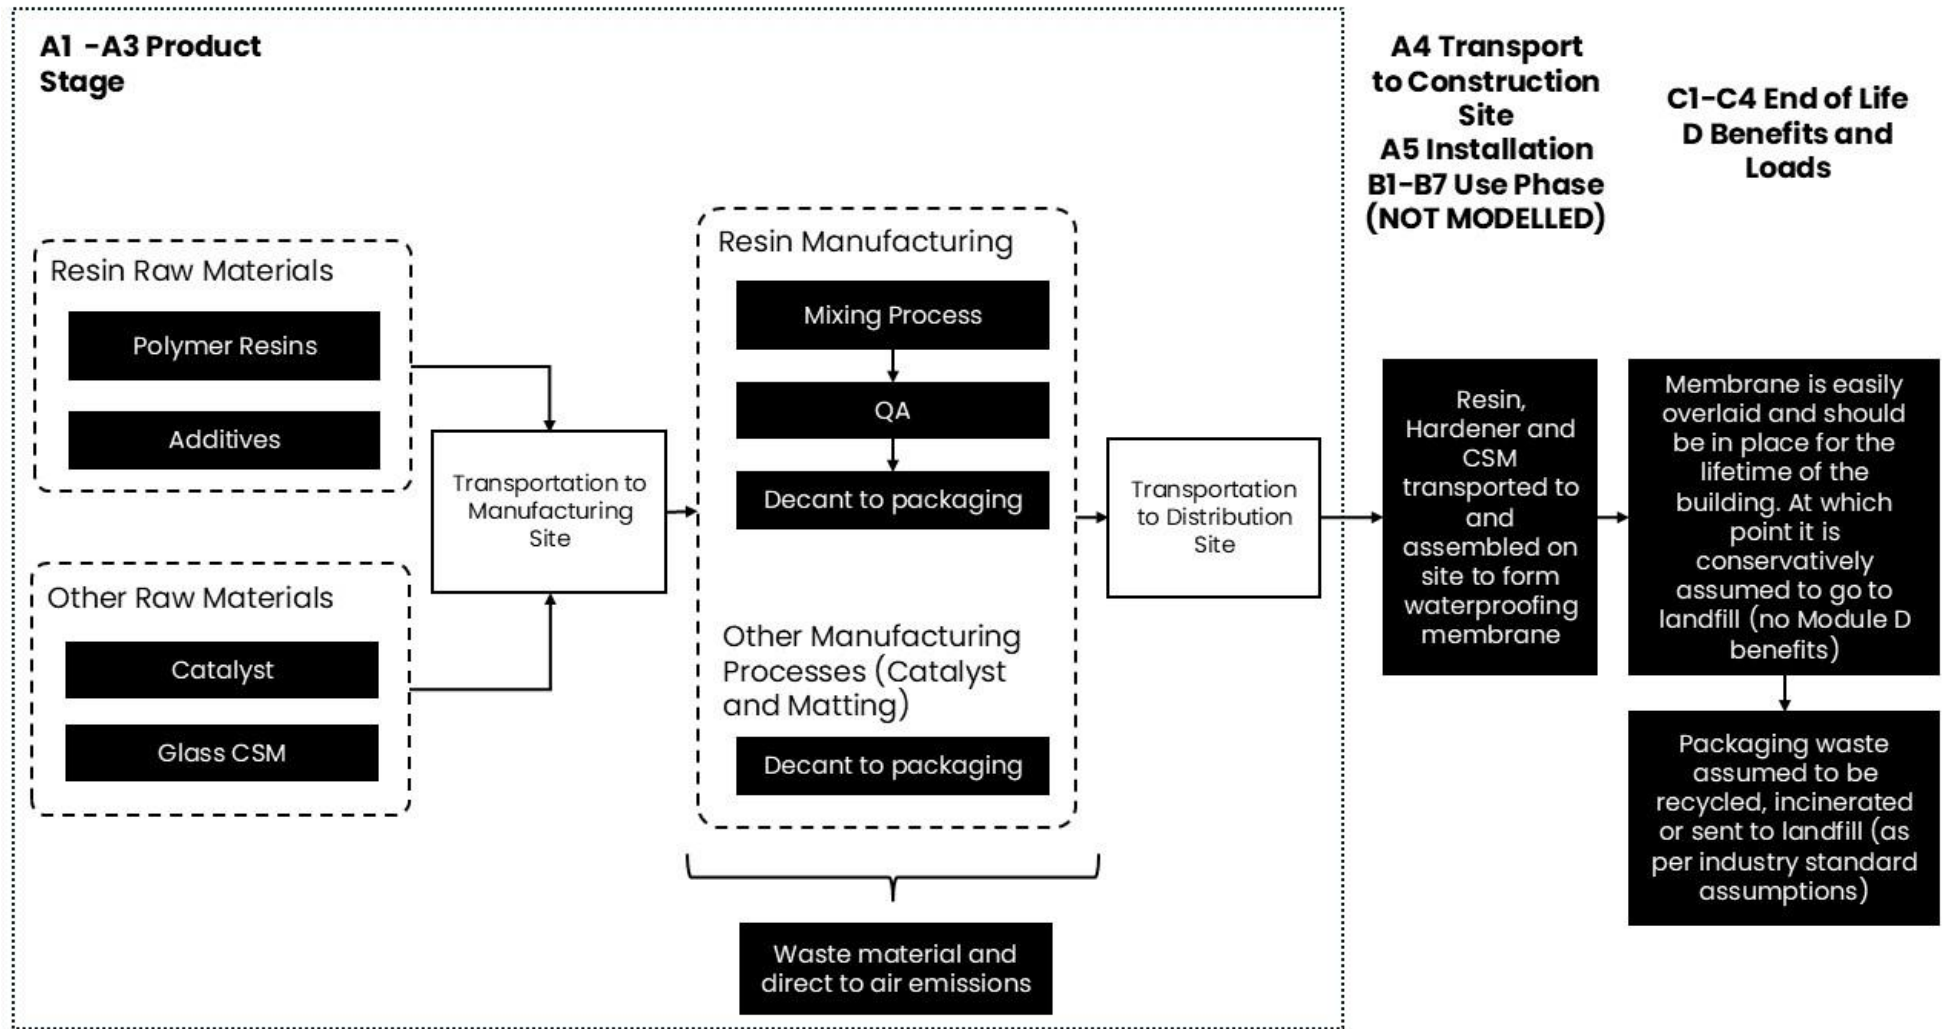 A1 -A3 Product
Stage
A4 Transport
to Construction
Site
A5 Installation
B1-B7 Use Phase
(NOT MODELLED)
C1-C4 End of Life
D Benefits and
Loads
Resin Raw Materials
Polymer Resins
Additives
Other Raw Materials
Catalyst
Glass CSM
Transportation to
Manufacturing
Site
Resin Manufacturing
Mixing Process
QA
Decant to packaging
Other Manufacturing
Processes (Catalyst
and Matting)
Decant to packaging
Waste material and
direct to air emissions
Transportation
to Distribution
Site
Resin,
Hardener and
CSM
transported to
and
assembled on
site to form
waterproofing
membrane
Membrane is easily
overlaid and should
be in place for the
lifetime of the
building. At which
point it is
conservatively
assumed to go to
landfill (no Module D
benefits)
Packaging waste
assumed to be
recycled, incinerated
or sent to landfill (as
per industry standard
assumptions)